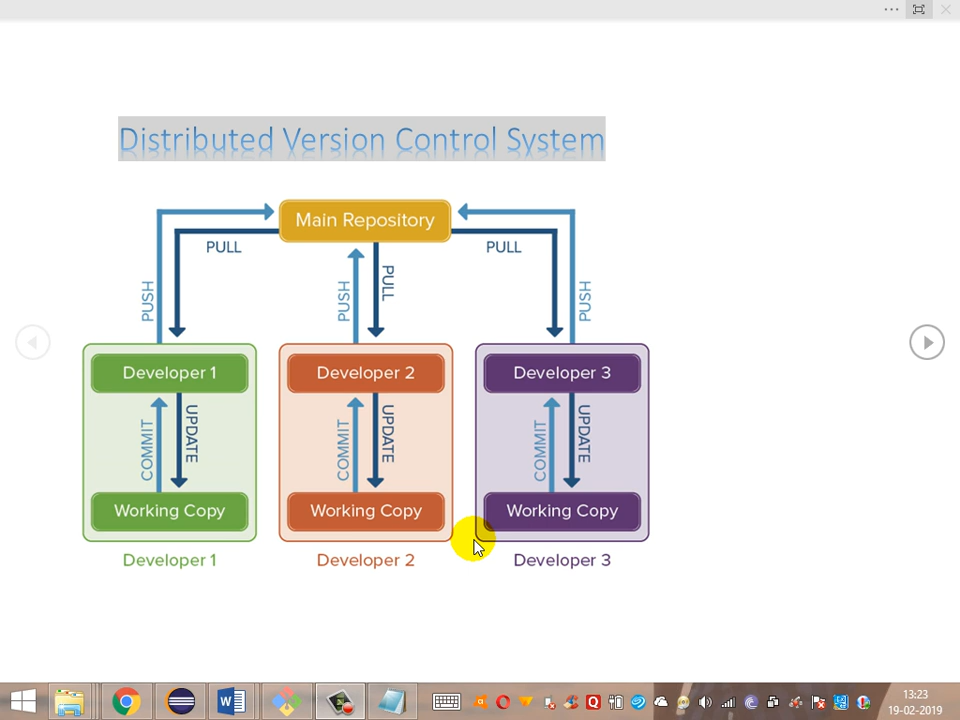 Distributed Version Control System
Main Repository
PULL
PULL
PUSH
PUSH
PULL
PUSH
Developer 1
Developer 2
Developer 3
COMMIT
UPDATE
COMMIT
UPDATE
COMMIT
UPDATE
Working Copy
Working Copy
Working Copy
Developer 1
Developer 2
Developer 3
13:23
19-02-2019